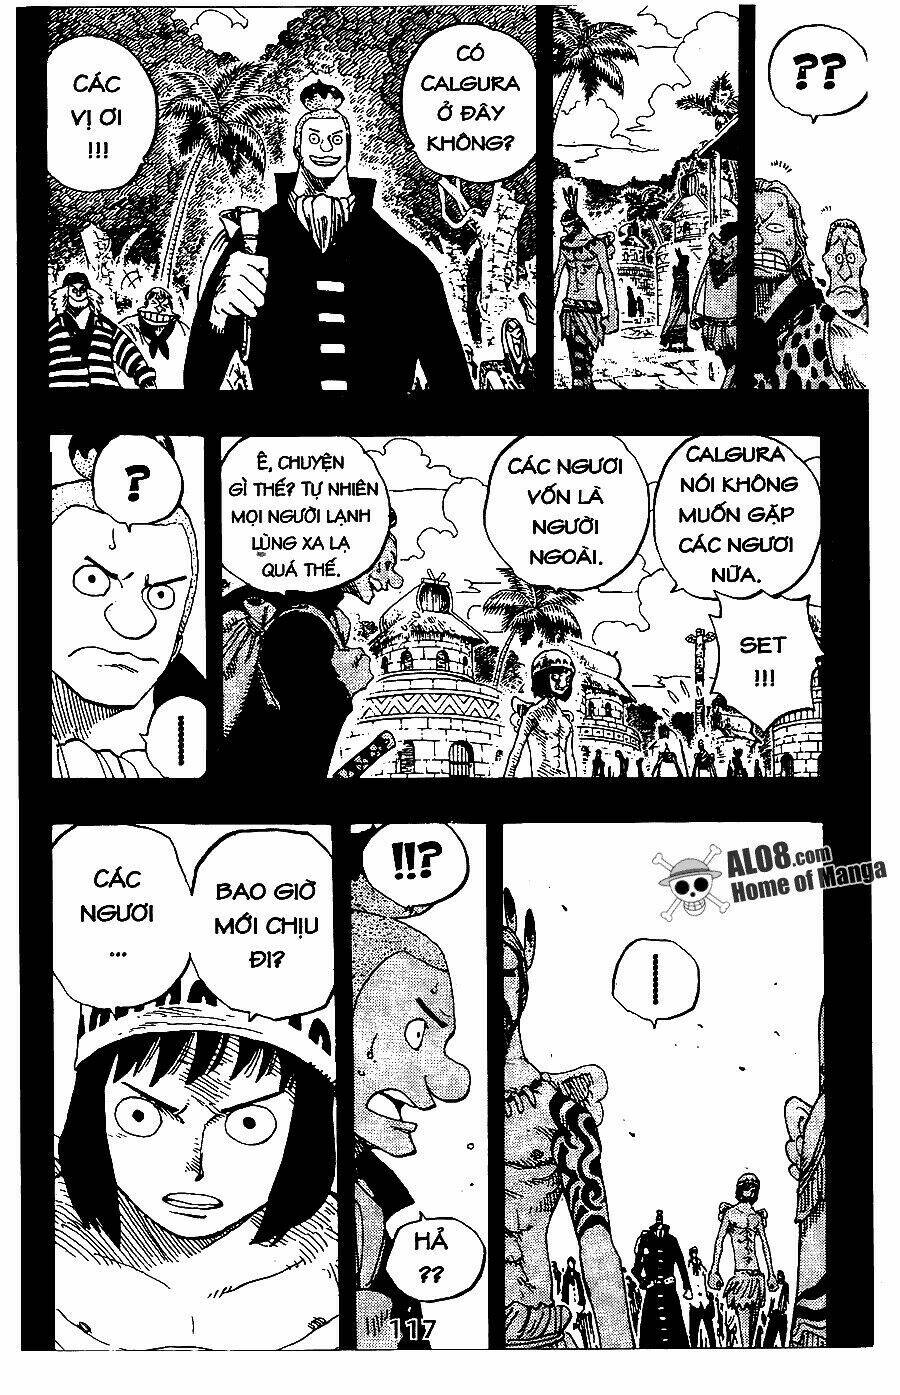 ??
CÓ
CALGURA
Ở ĐÂY
KHÔNG?
CÁC
VỊ ƠI
!!!
CALGURA
NÓI KHÔNG
MUỐN GẶP
CÁC NGƯƠI
NỮA.
SET
!!!
CÁC NGƯƠI
VỐN LÀ
NGƯỜI
NGOÀI.
Ê, CHUYỆN
GÌ THẾ? TỰ NHIÊN
MỌI NGƯỜI LẠNH
LÙNG XA LẠ
QUÁ THẾ.
?
..........
AL08.com
Home of Manga
..........
!!?
HẢ
??
BAO GIỜ
MỚI CHỊU
ĐI?
CÁC
NGƯƠI
...
117